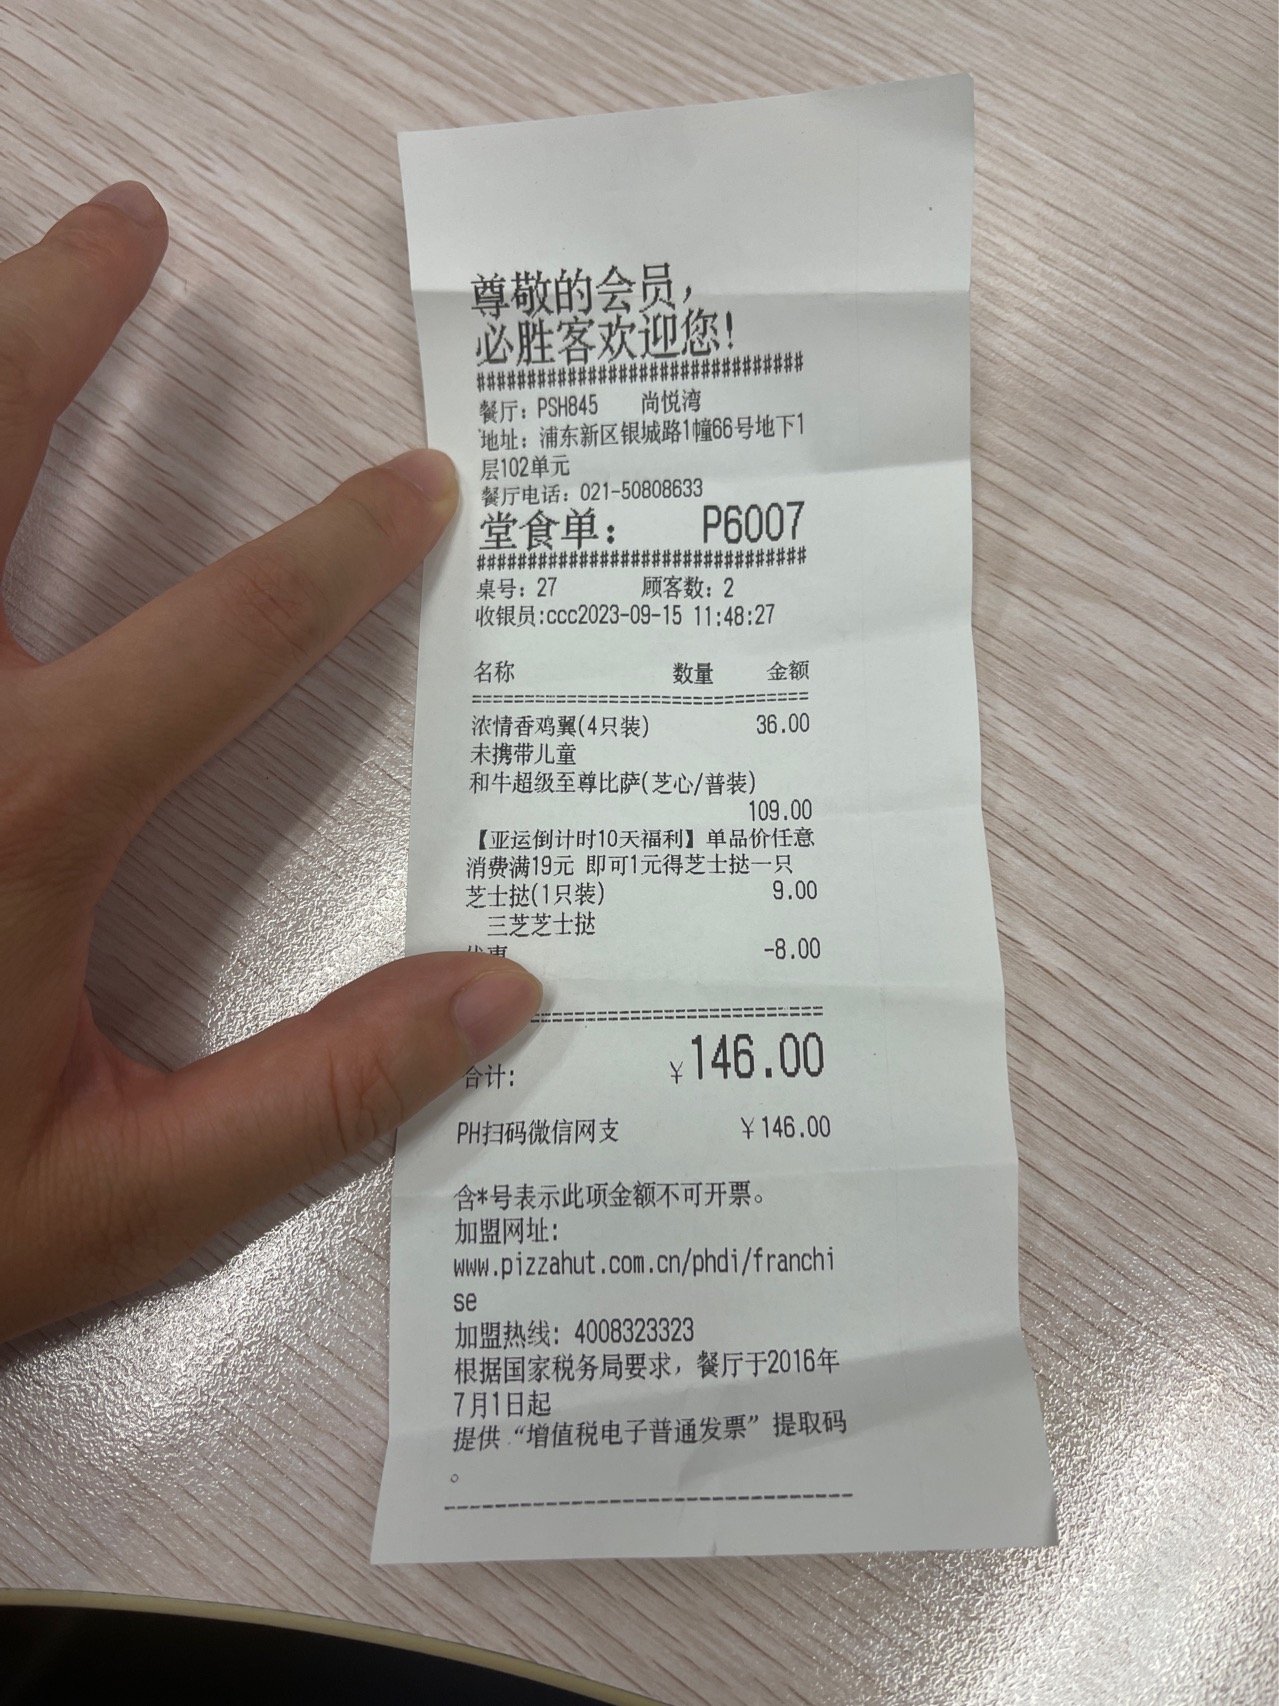 尊敬的会员,
必胜客欢迎您!
################################
餐厅: PSH845 尚悦湾
地址: 浦东新区银城路1幢66号地下1
层102单元
餐厅电话: 021-50808633
堂食单: P6007
################################
桌号: 27 顾客数: 2
收银员:ccc2023-09-15 11:48:27
名称 数量 金额
================================
浓情香鸡翼(4只装) 36.00
未携带儿童
和牛超级至尊比萨(芝心/普装)
109.00
【亚运倒计时10天福利】单品价任意
消费满19元 即可1元得芝士挞一只
芝士挞(1只装) 9.00
三芝芝士挞
-8.00
================================
合计: ¥146.00
PH扫码微信网支 ¥146.00
含*号表示此项金额不可开票。
加盟网址:
www.pizzahut.com.cn/phdi/franchi
se
加盟热线: 4008323323
根据国家税务局要求, 餐厅于2016年
7月1日起
提供“增值税电子普通发票”提取码
。
--------------------------------